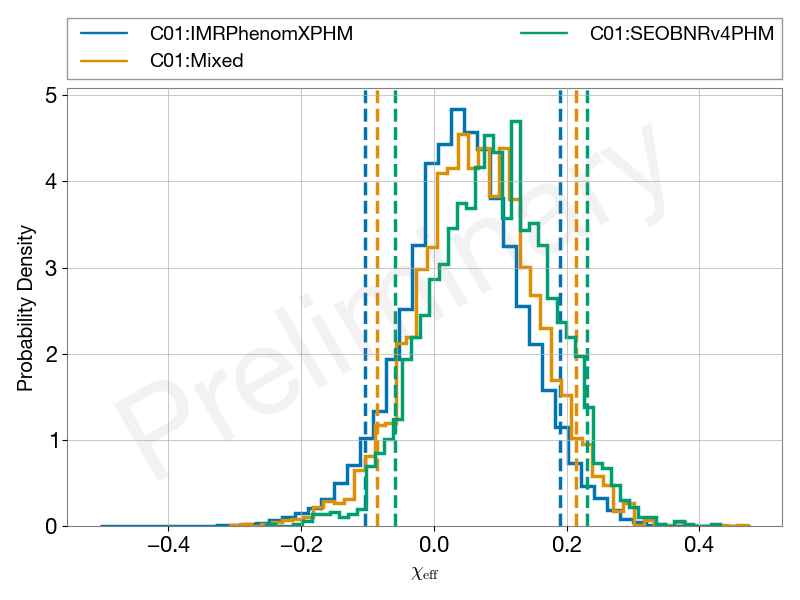 C01:IMRPhenomXPHM
C01:Mixed
C01:SEOBNRv4PHM
5
4
3
2
1
0
Probability Density
Preliminary
−0.4
−0.2
0.0
0.2
0.4
χeff